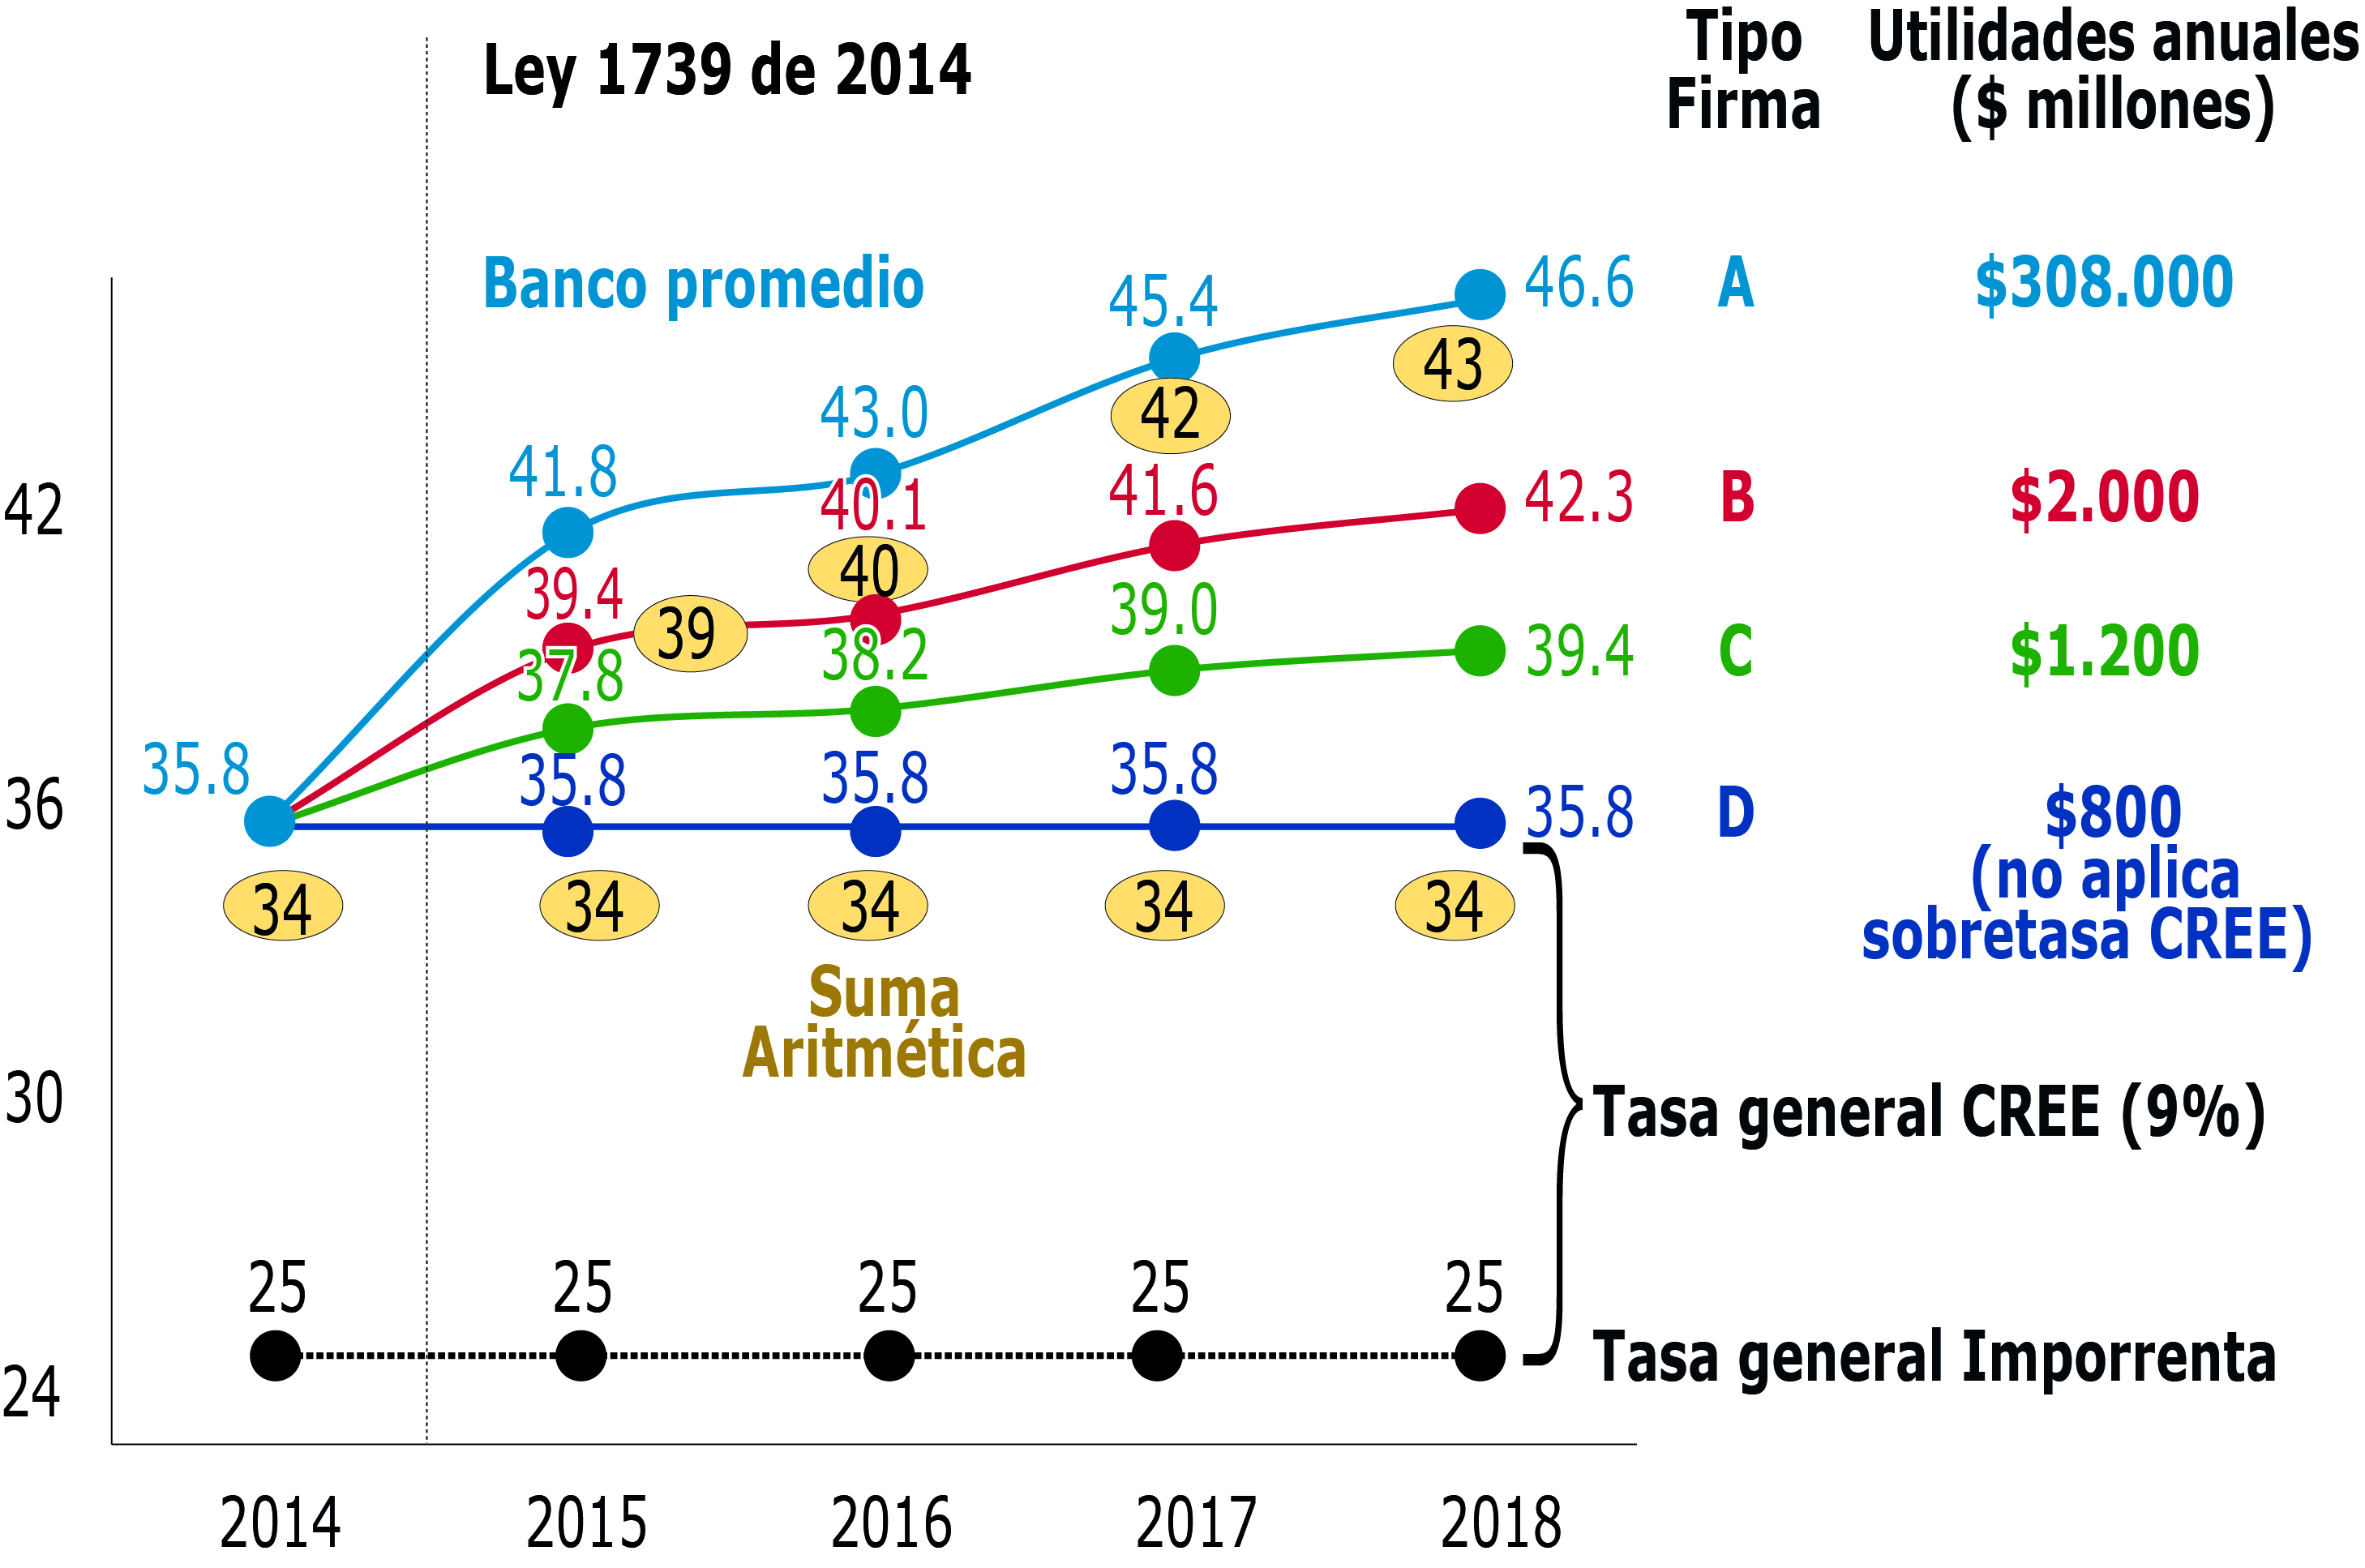 Tipo
Firma
Utilidades anuales
($ millones)
Ley 1739 de 2014
Banco promedio
45.4
46.6
A
$308.000
43
42
43.0
41.8
42
40.1
41.6
42.3
B
$2.000
40
39.4
39
39.0
37.8
38.2
39.4
C
$1.200
36
35.8
35.8
35.8
35.8
35.8
D
$800
(no aplica
sobretasa CREE)
34
34
34
34
34
Suma
Aritmética
30
Tasa general CREE (9%)
25
25
25
25
25
Tasa general Imporrenta
24
2014
2015
2016
2017
2018